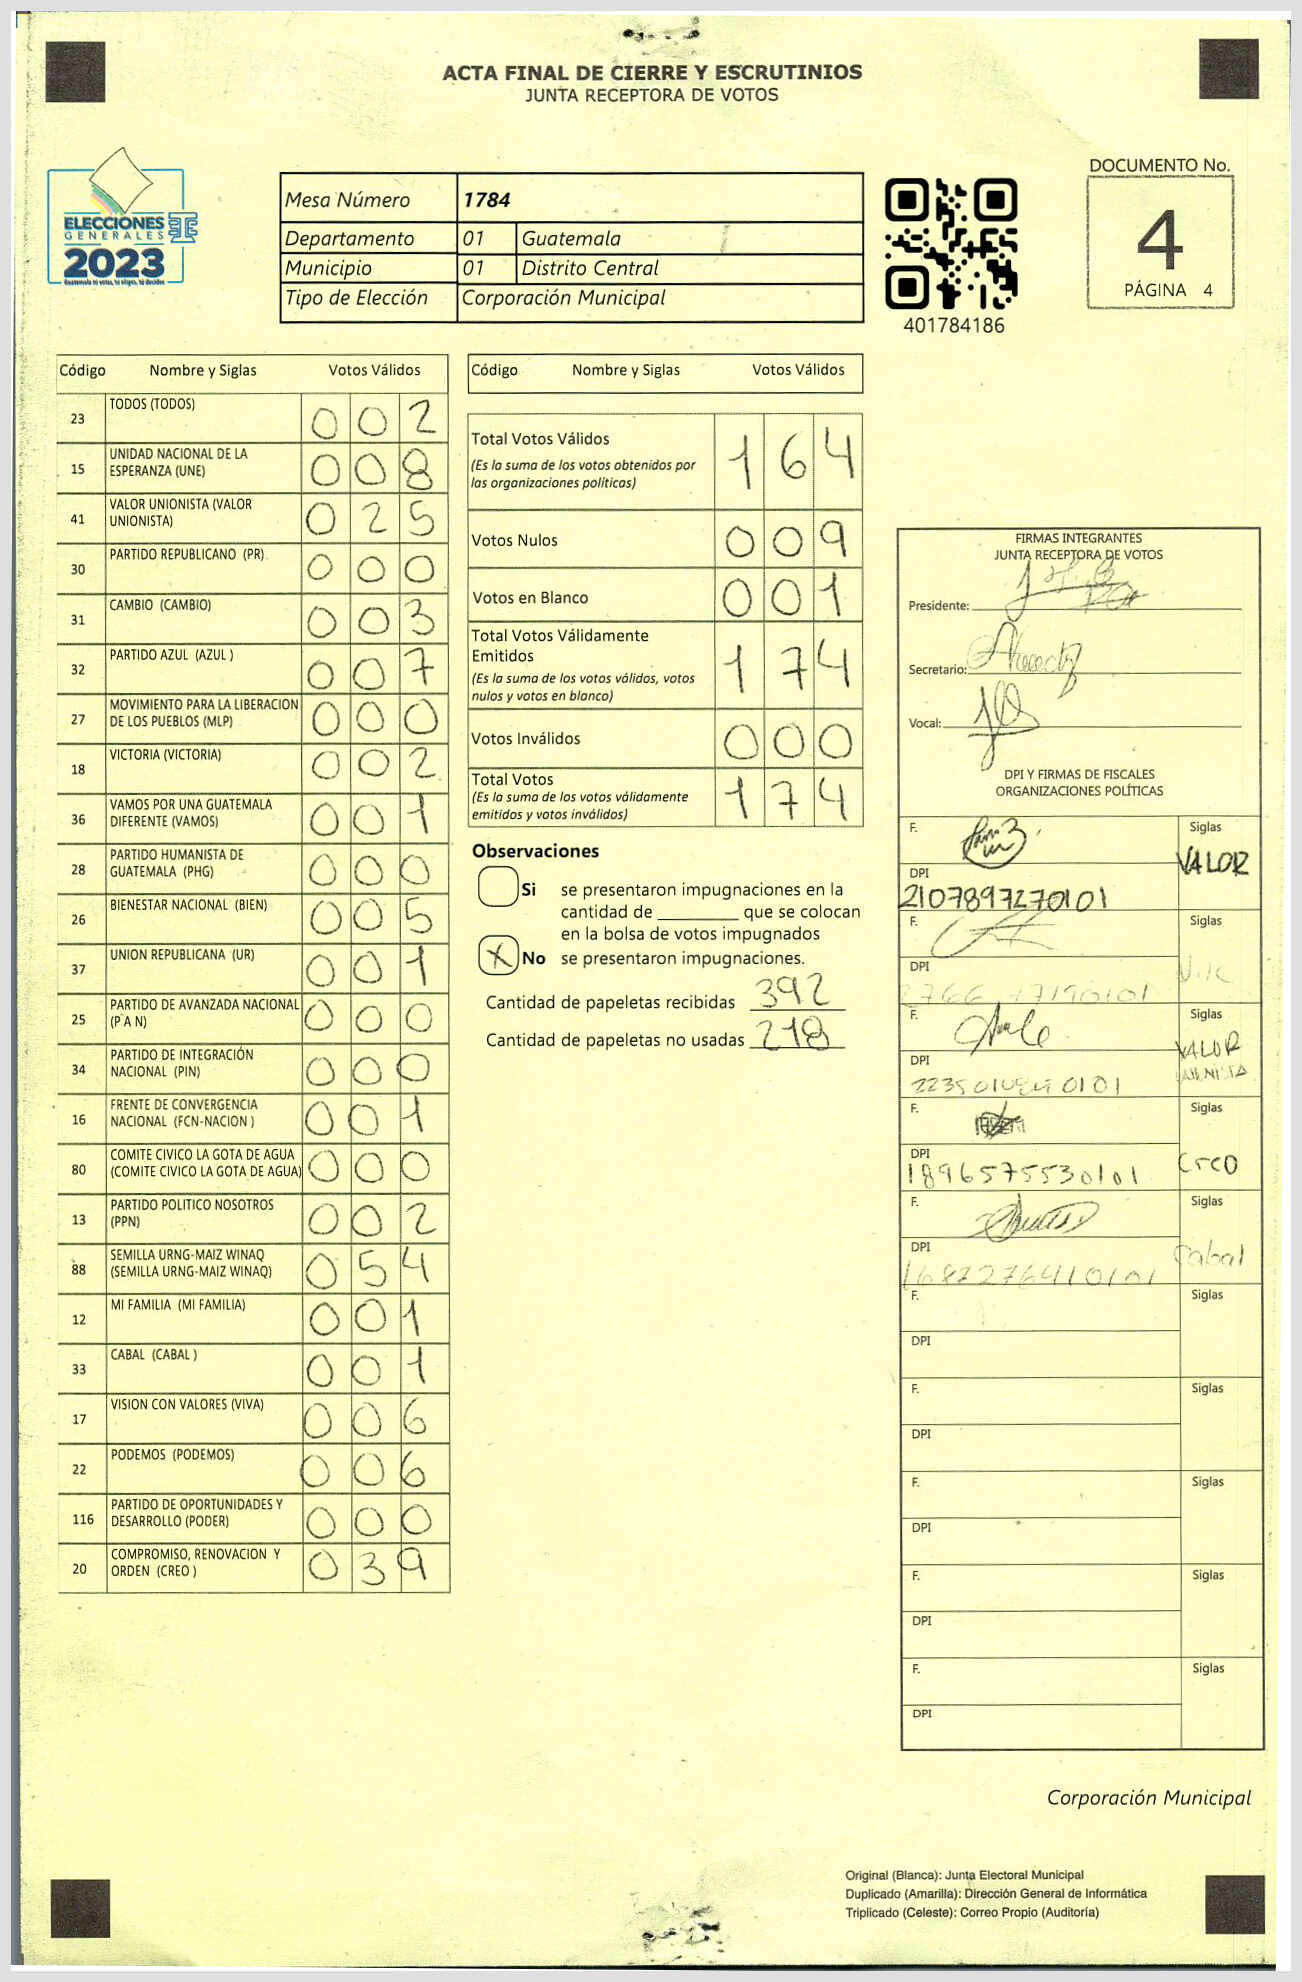 ACTA FINAL DE CIERRE Y ESCRUTINIOS
JUNTA RECEPTORA DE VOTOS
ELECCIONES
GENERALES
TSE
2023
Guatemala tú votas, tú eliges, tú decides
Mesa Número 1784
Departamento 01 Guatemala
Municipio 01 Distrito Central
Tipo de Elección Corporación Municipal
401784186
DOCUMENTO No.
4
PÁGINA 4
Código Nombre y Siglas Votos Válidos
23 TODOS (TODOS) 0 0 2
15 UNIDAD NACIONAL DE LA
ESPERANZA (UNE) 0 0 8
41 VALOR UNIONISTA (VALOR
UNIONISTA) 0 2 5
30 PARTIDO REPUBLICANO (PR) 0 0 0
31 CAMBIO (CAMBIO) 0 0 3
32 PARTIDO AZUL (AZUL ) 0 0 7
27 MOVIMIENTO PARA LA LIBERACION
DE LOS PUEBLOS (MLP) 0 0 0
18 VICTORIA (VICTORIA) 0 0 2
36 VAMOS POR UNA GUATEMALA
DIFERENTE (VAMOS) 0 0 1
28 PARTIDO HUMANISTA DE
GUATEMALA (PHG) 0 0 0
26 BIENESTAR NACIONAL (BIEN) 0 0 5
37 UNION REPUBLICANA (UR) 0 0 1
25 PARTIDO DE AVANZADA NACIONAL
(P A N) 0 0 0
34 PARTIDO DE INTEGRACIÓN
NACIONAL (PIN) 0 0 0
16 FRENTE DE CONVERGENCIA
NACIONAL (FCN-NACION ) 0 0 1
80 COMITE CIVICO LA GOTA DE AGUA
(COMITE CIVICO LA GOTA DE AGUA) 0 0 0
13 PARTIDO POLITICO NOSOTROS
(PPN) 0 0 2
88 SEMILLA URNG-MAIZ WINAQ
(SEMILLA URNG-MAIZ WINAQ) 0 5 4
12 MI FAMILIA (MI FAMILIA) 0 0 1
33 CABAL (CABAL ) 0 0 1
17 VISION CON VALORES (VIVA) 0 0 6
22 PODEMOS (PODEMOS) 0 0 6
116 PARTIDO DE OPORTUNIDADES Y
DESARROLLO (PODER) 0 0 0
20 COMPROMISO, RENOVACION Y
ORDEN (CREO ) 0 3 9
Código Nombre y Siglas Votos Válidos
Total Votos Válidos 1 6 4
(Es la suma de los votos obtenidos por
las organizaciones políticas)
Votos Nulos 0 0 9
Votos en Blanco 0 0 1
Total Votos Válidamente
Emitidos 1 7 4
(Es la suma de los votos válidos, votos
nulos y votos en blanco)
Votos Inválidos 0 0 0
Total Votos 1 7 4
(Es la suma de los votos válidamente
emitidos y votos inválidos)
Observaciones
Si se presentaron impugnaciones en la
cantidad de ________ que se colocan
en la bolsa de votos impugnados
X No se presentaron impugnaciones.
Cantidad de papeletas recibidas 392
Cantidad de papeletas no usadas 218
FIRMAS INTEGRANTES
JUNTA RECEPTORA DE VOTOS
Presidente:
Secretario:
Vocal:
DPI Y FIRMAS DE FISCALES
ORGANIZACIONES POLÍTICAS
F. Siglas
VALOR
DPI
2107897270101
F. Siglas
DPI
F. Siglas
VALOR
UNIONISTA
DPI
F. Siglas
DPI
1896575530101 Creo
F. Siglas
DPI Cabal
1687276410101
F. Siglas
DPI
F. Siglas
DPI
F. Siglas
DPI
F. Siglas
DPI
F. Siglas
DPI
Corporación Municipal
Original (Blanca): Junta Electoral Municipal
Duplicado (Amarilla): Dirección General de Informática
Triplicado (Celeste): Correo Propio (Auditoría)